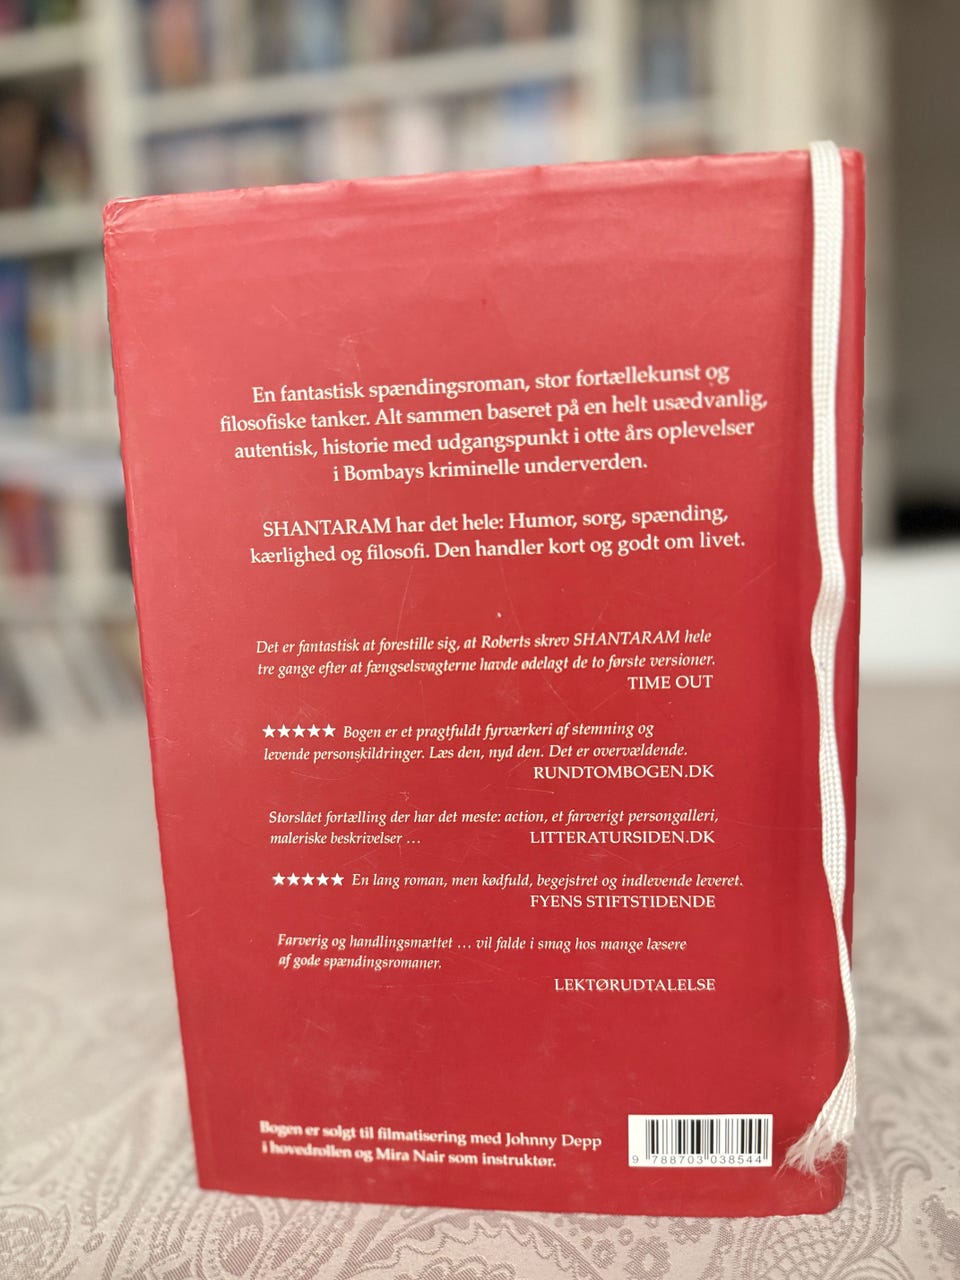 En fantastisk spændingsroman, stor fortællekunst og
filosofiske tanker. Alt sammen baseret på en helt usædvanlig,
autentisk, historie med udgangspunkt i otte års oplevelser
i Bombays kriminelle underverden.
SHANTARAM har det hele: Humor, sorg, spænding,
kærlighed og filosofi. Den handler kort og godt om livet.
Det er fantastisk at forestille sig, at Roberts skrev SHANTARAM hele
tre gange efter at fængselsvagterne havde ødelagt de to første versioner.
TIME OUT
★★★★★ Bogen er et pragtfuldt fyrværkeri af stemning og
levende personskildringer. Læs den, nyd den. Det er overvældende.
RUNDTOMBOGEN.DK
Storslået fortælling der har det meste: action, et farverigt persongalleri,
maleriske beskrivelser … LITTERATURSIDEN.DK
★★★★★ En lang roman, men kødfuld, begejstret og indlevende leveret.
FYENS STIFTSTIDENDE
Farverig og handlingsmættet … vil falde i smag hos mange læsere
af gode spændingsromaner.
LEKTØRUDTALELSE
Bogen er solgt til filmatisering med Johnny Depp
i hovedrollen og Mira Nair som instruktør.
9 788703 038544